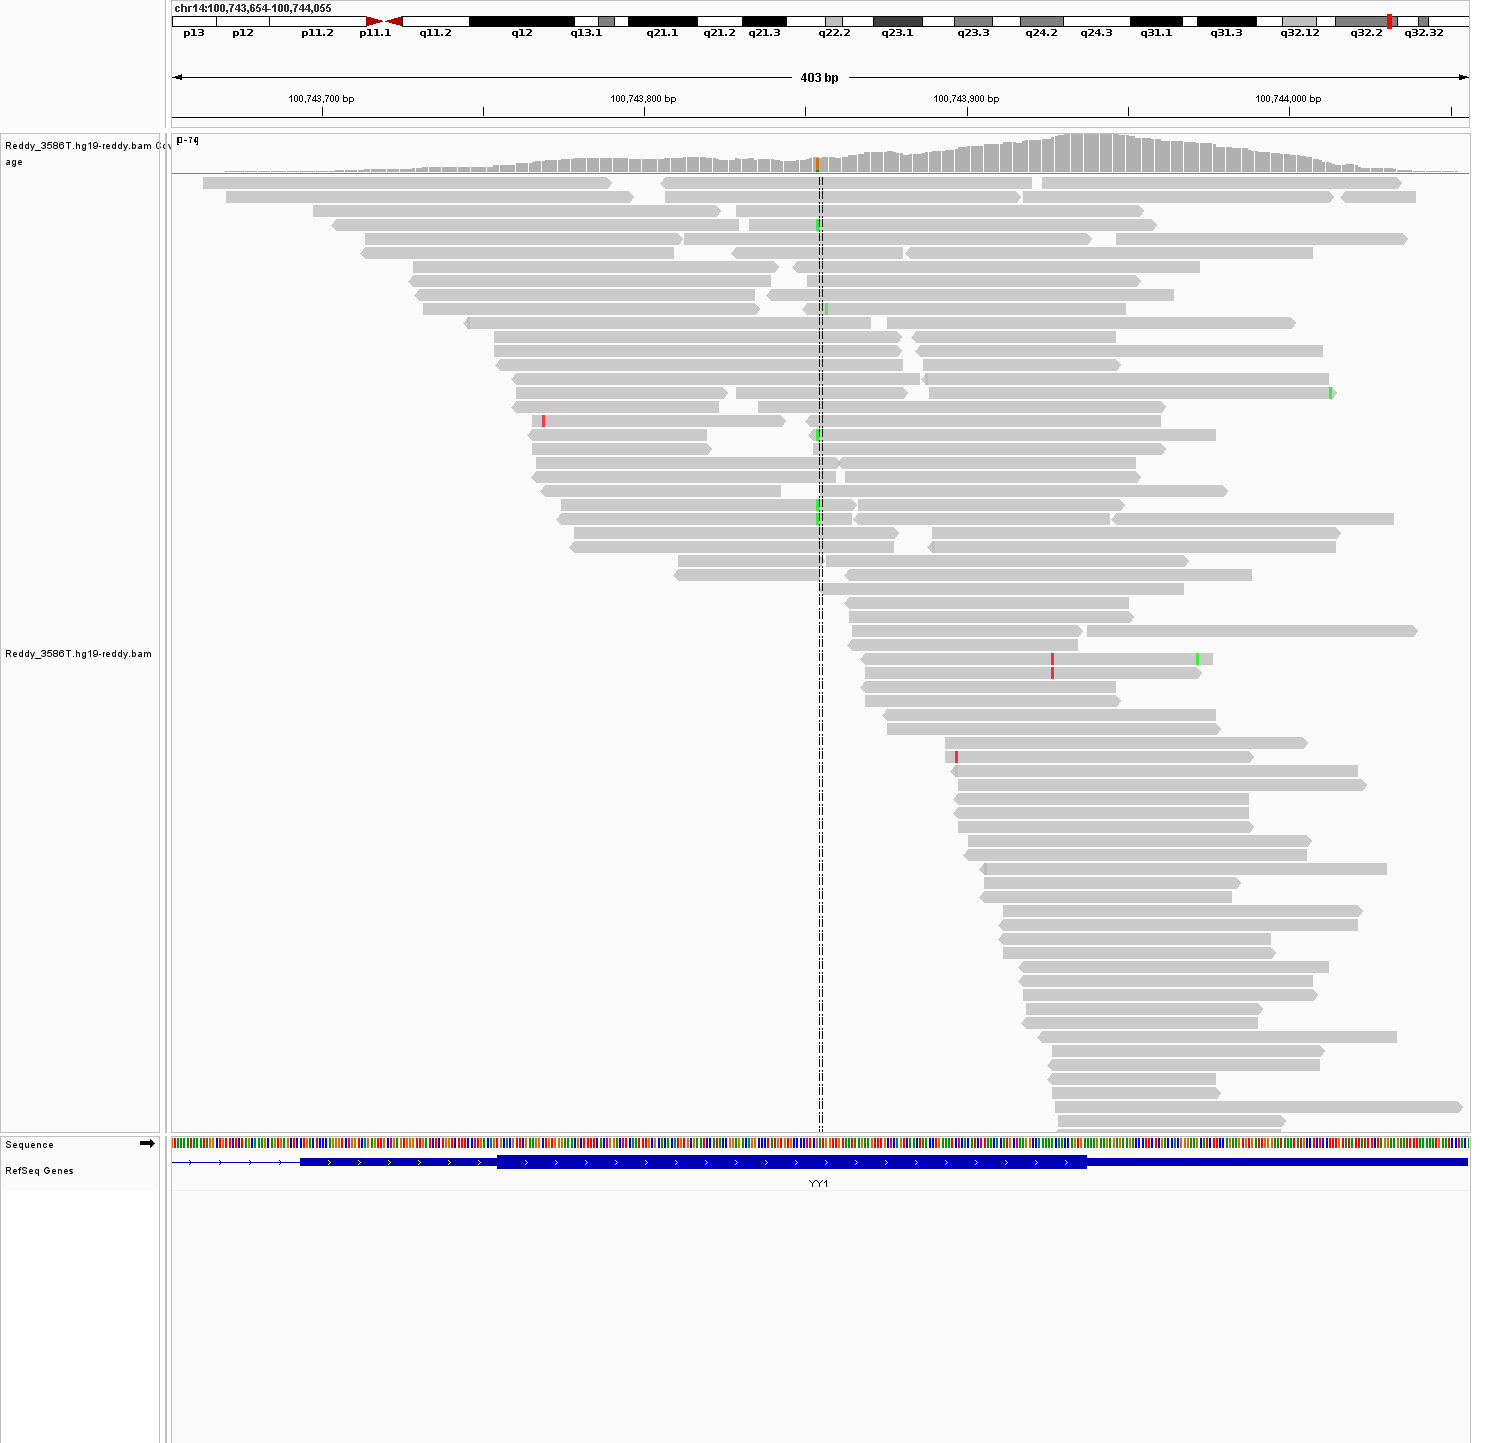 chr14:100,743,654-100,744,055
p13 p12 p11.2 p11.1 q11.2 q12 q13.1 q21.1 q21.2 q21.3 q22.2 q23.1 q23.3 q24.2 q24.3 q31.1 q31.3 q32.12 q32.2 q32.32
403 bp
100,743,700 bp 100,743,800 bp 100,743,900 bp 100,744,000 bp
Reddy_3586T.hg19-reddy.bam Cov
age
[0-74]
Reddy_3586T.hg19-reddy.bam
Sequence
RefSeq Genes
YY1